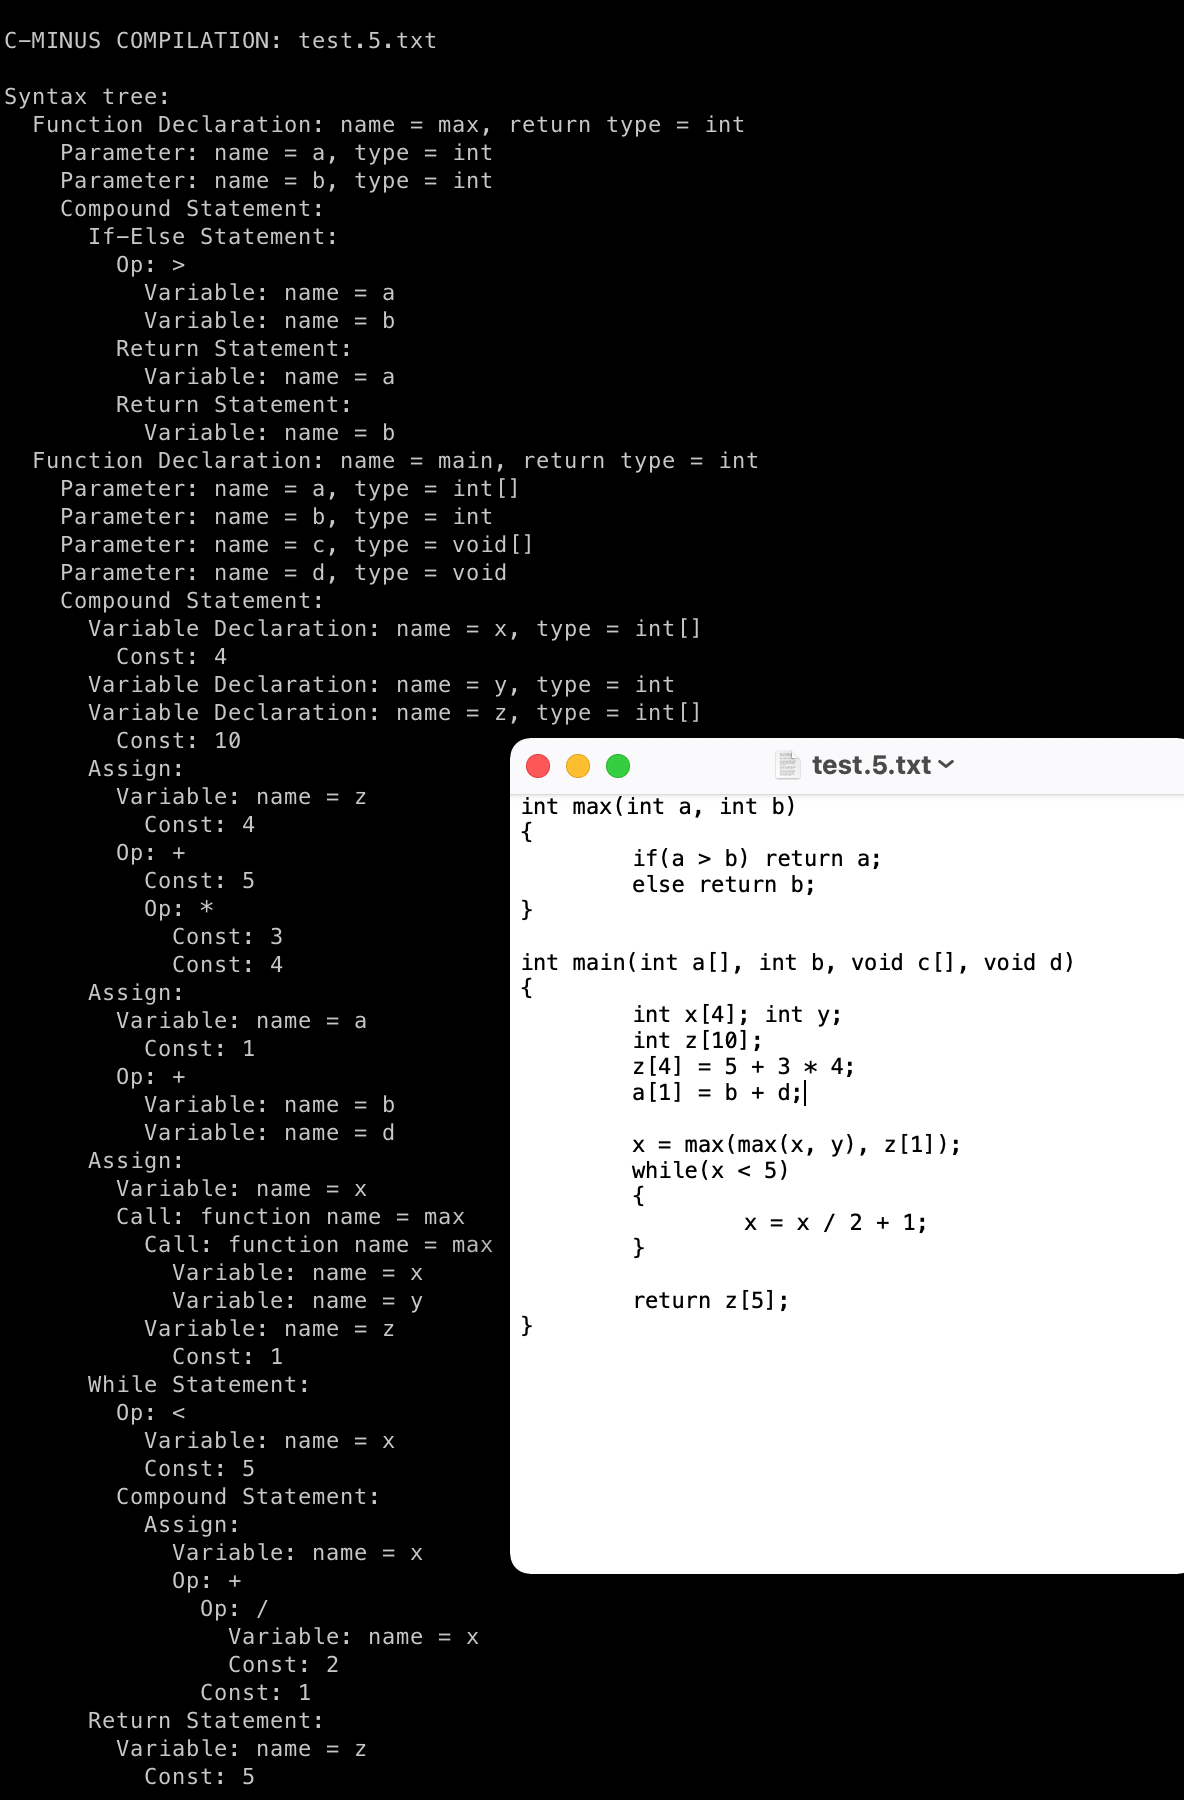 C-MINUS COMPILATION: test.5.txt
Syntax tree:
  Function Declaration: name = max, return type = int
    Parameter: name = a, type = int
    Parameter: name = b, type = int
    Compound Statement:
      If-Else Statement:
        Op: >
          Variable: name = a
          Variable: name = b
        Return Statement:
          Variable: name = a
        Return Statement:
          Variable: name = b
  Function Declaration: name = main, return type = int
    Parameter: name = a, type = int[]
    Parameter: name = b, type = int
    Parameter: name = c, type = void[]
    Parameter: name = d, type = void
    Compound Statement:
      Variable Declaration: name = x, type = int[]
        Const: 4
      Variable Declaration: name = y, type = int
      Variable Declaration: name = z, type = int[]
        Const: 10
      Assign:
        Variable: name = z
          Const: 4
        Op: +
          Const: 5
          Op: *
            Const: 3
            Const: 4
      Assign:
        Variable: name = a
          Const: 1
        Op: +
          Variable: name = b
          Variable: name = d
      Assign:
        Variable: name = x
        Call: function name = max
          Call: function name = max
            Variable: name = x
            Variable: name = y
          Variable: name = z
            Const: 1
      While Statement:
        Op: <
          Variable: name = x
          Const: 5
        Compound Statement:
          Assign:
            Variable: name = x
            Op: +
              Op: /
                Variable: name = x
                Const: 2
              Const: 1
      Return Statement:
        Variable: name = z
          Const: 5
test.5.txt
int max(int a, int b)
{
        if(a > b) return a;
        else return b;
}
int main(int a[], int b, void c[], void d)
{
        int x[4]; int y;
        int z[10];
        z[4] = 5 + 3 * 4;
        a[1] = b + d;
        x = max(max(x, y), z[1]);
        while(x < 5)
        {
                x = x / 2 + 1;
        }
        return z[5];
}